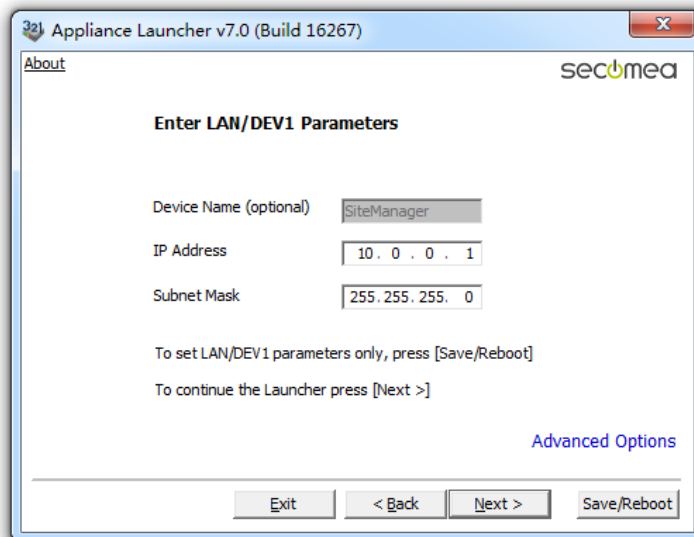 Appliance Launcher v7.0 (Build 16267)
About
secomea
Enter LAN/DEV1 Parameters
Device Name (optional) SiteManager
IP Address 10 . 0 . 0 . 1
Subnet Mask 255 . 255 . 255 . 0
To set LAN/DEV1 parameters only, press [Save/Reboot]
To continue the Launcher press [Next >]
Advanced Options
Exit < Back Next > Save/Reboot